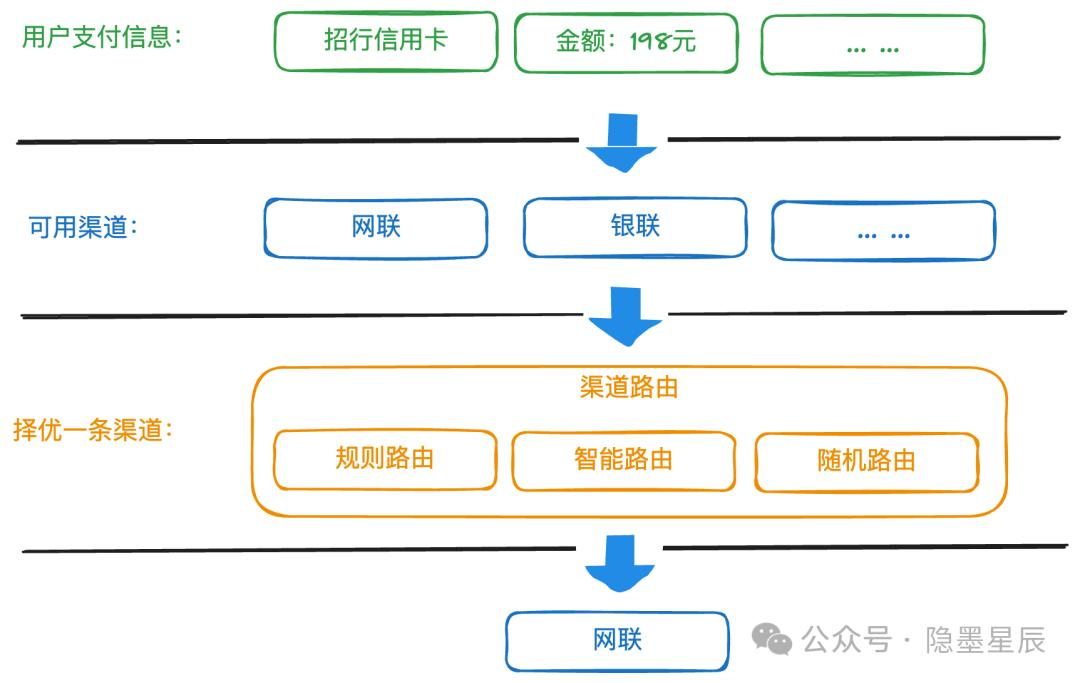 用户支付信息：
招行信用卡
金额：198元
... ...
可用渠道：
网联
银联
... ...
渠道路由
择优一条渠道：
规则路由
智能路由
随机路由
网联
公众号 · 隐墨星辰